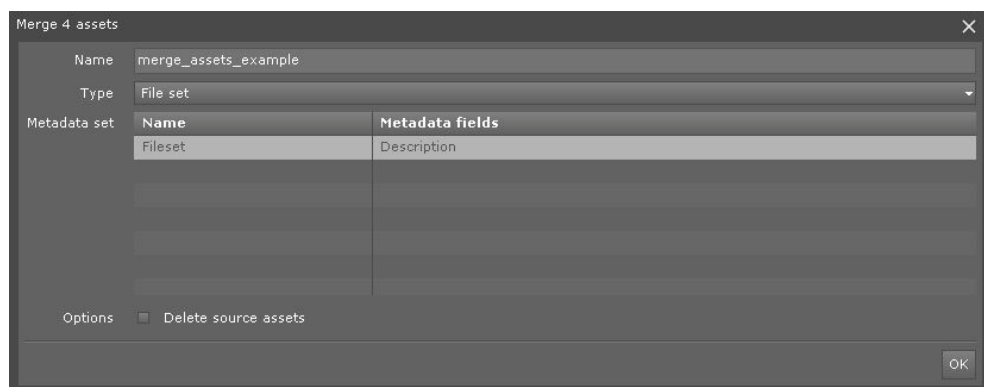 Merge 4 assets
Name merge_assets_example
Type File set
Metadata set Name Metadata fields
Fileset Description
Options Delete source assets
OK